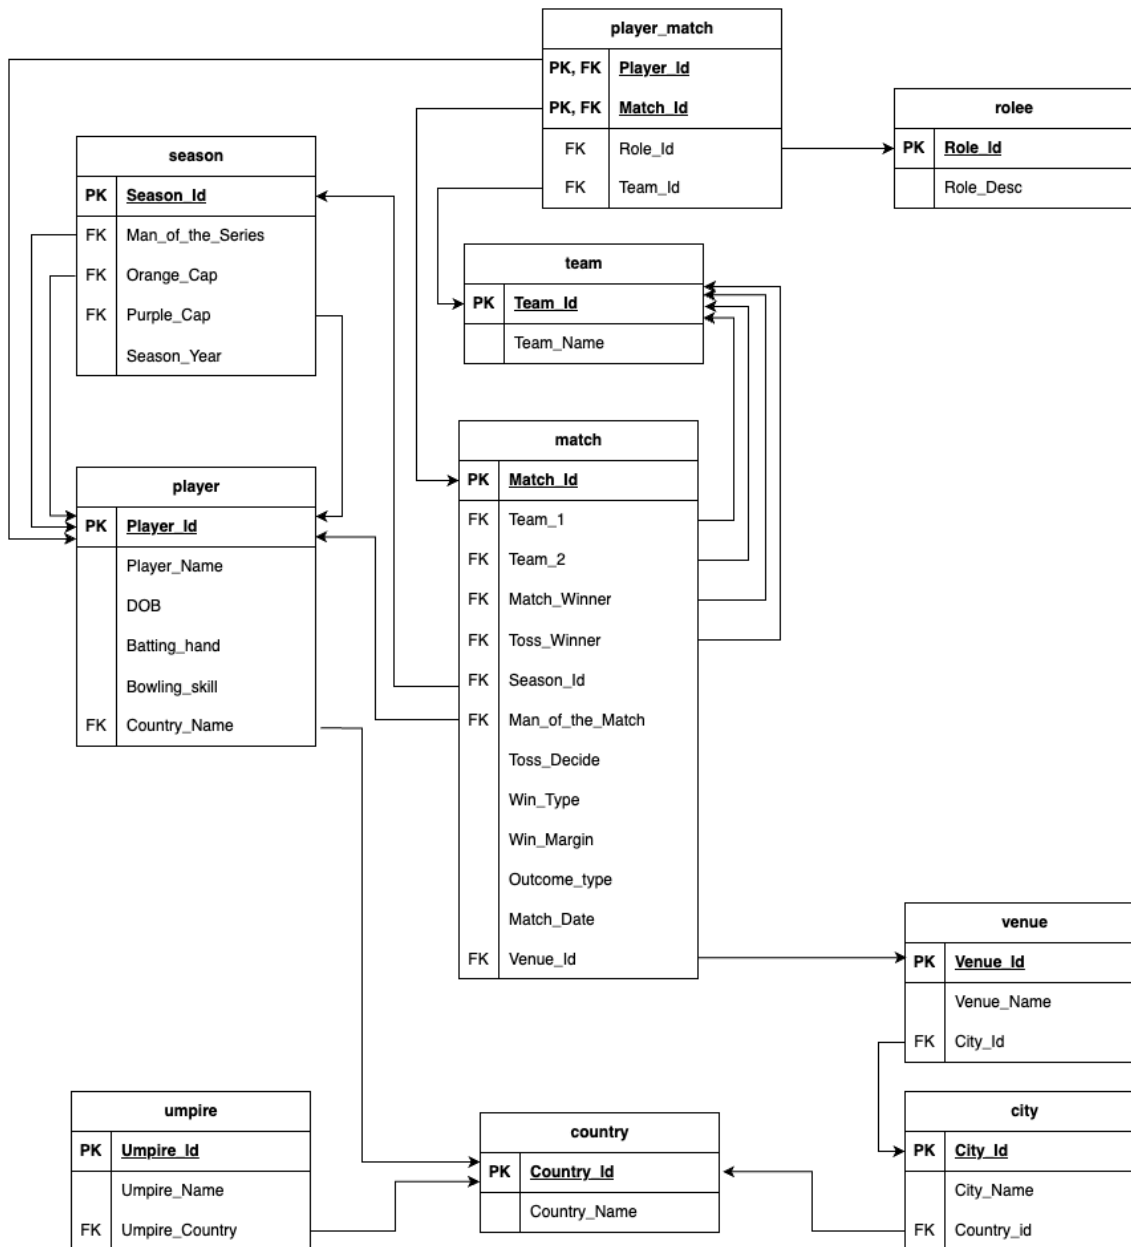 player_match
PK, FK Player_Id
PK, FK Match_Id
FK Role_Id
FK Team_Id
rolee
PK Role_Id
Role_Desc
season
PK Season_Id
FK Man_of_the_Series
FK Orange_Cap
FK Purple_Cap
Season_Year
team
PK Team_Id
Team_Name
player
PK Player_Id
Player_Name
DOB
Batting_hand
Bowling_skill
FK Country_Name
match
PK Match_Id
FK Team_1
FK Team_2
FK Match_Winner
FK Toss_Winner
FK Season_Id
FK Man_of_the_Match
Toss_Decide
Win_Type
Win_Margin
Outcome_type
Match_Date
FK Venue_Id
venue
PK Venue_Id
Venue_Name
FK City_Id
umpire
PK Umpire_Id
Umpire_Name
FK Umpire_Country
country
PK Country_Id
Country_Name
city
PK City_Id
City_Name
FK Country_id